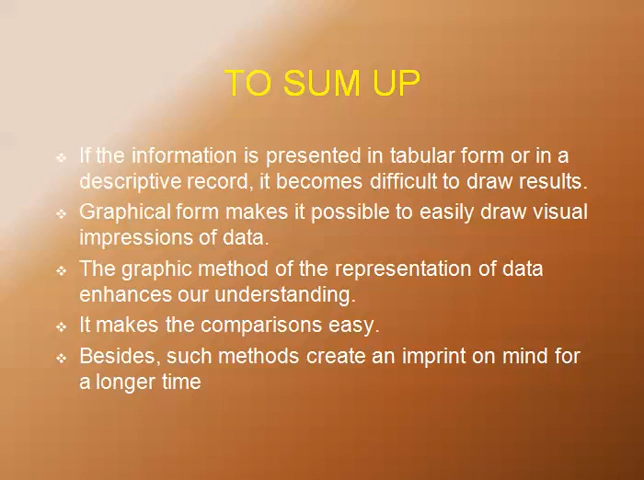 TO SUM UP
❖ If the information is presented in tabular form or in a
descriptive record, it becomes difficult to draw results.
❖ Graphical form makes it possible to easily draw visual
impressions of data.
❖ The graphic method of the representation of data
enhances our understanding.
❖ It makes the comparisons easy.
❖ Besides, such methods create an imprint on mind for
a longer time